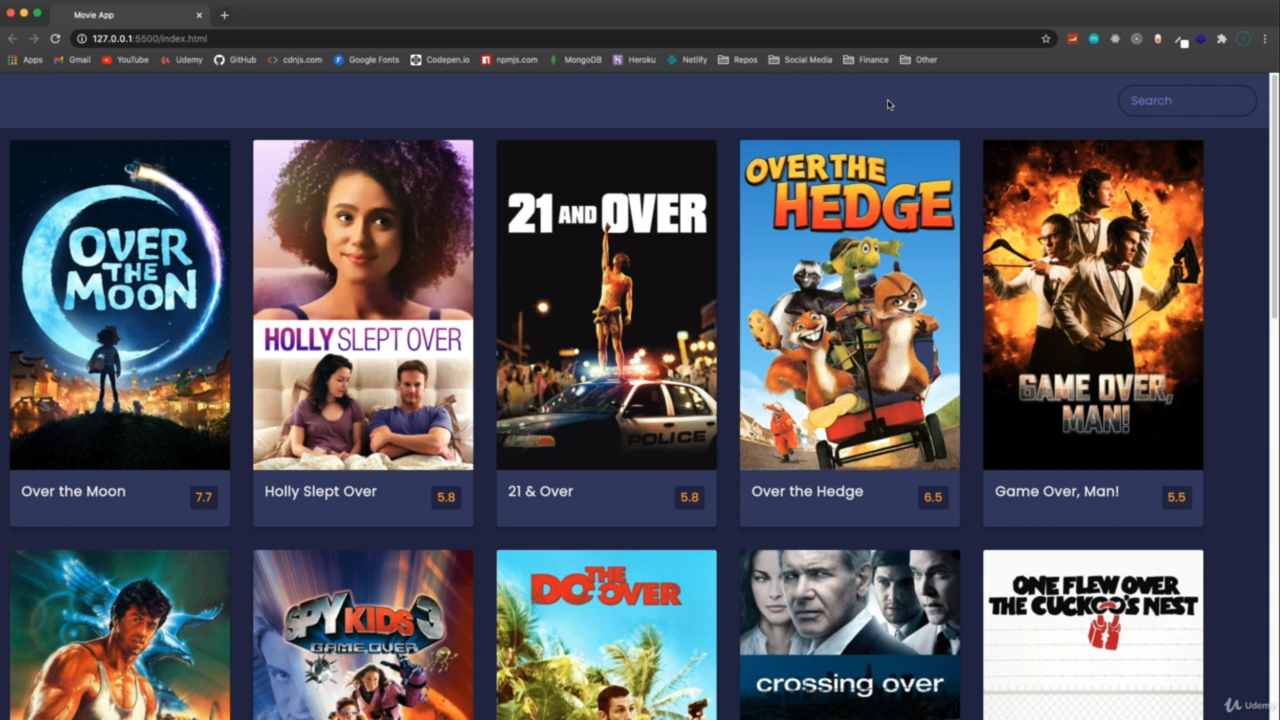 Movie App
127.0.0.1:5500/index.html
Apps Gmail YouTube Udemy GitHub cdnjs.com Google Fonts Codepen.io npmjs.com MongoDB Heroku Netlify Repos Social Media Finance Other
Search
OVER
THE
MOON
HOLLY SLEPT OVER
21 AND OVER
POLICE
OVER THE
HEDGE
GAME OVER,
MAN!
Over the Moon
7.7
Holly Slept Over
5.8
21 & Over
5.8
Over the Hedge
6.5
Game Over, Man!
5.5
SPY KIDS 3
GAME OVER
THE
DO-OVER
crossing over
ONE FLEW OVER
THE CUCKOO'S NEST
Udemy